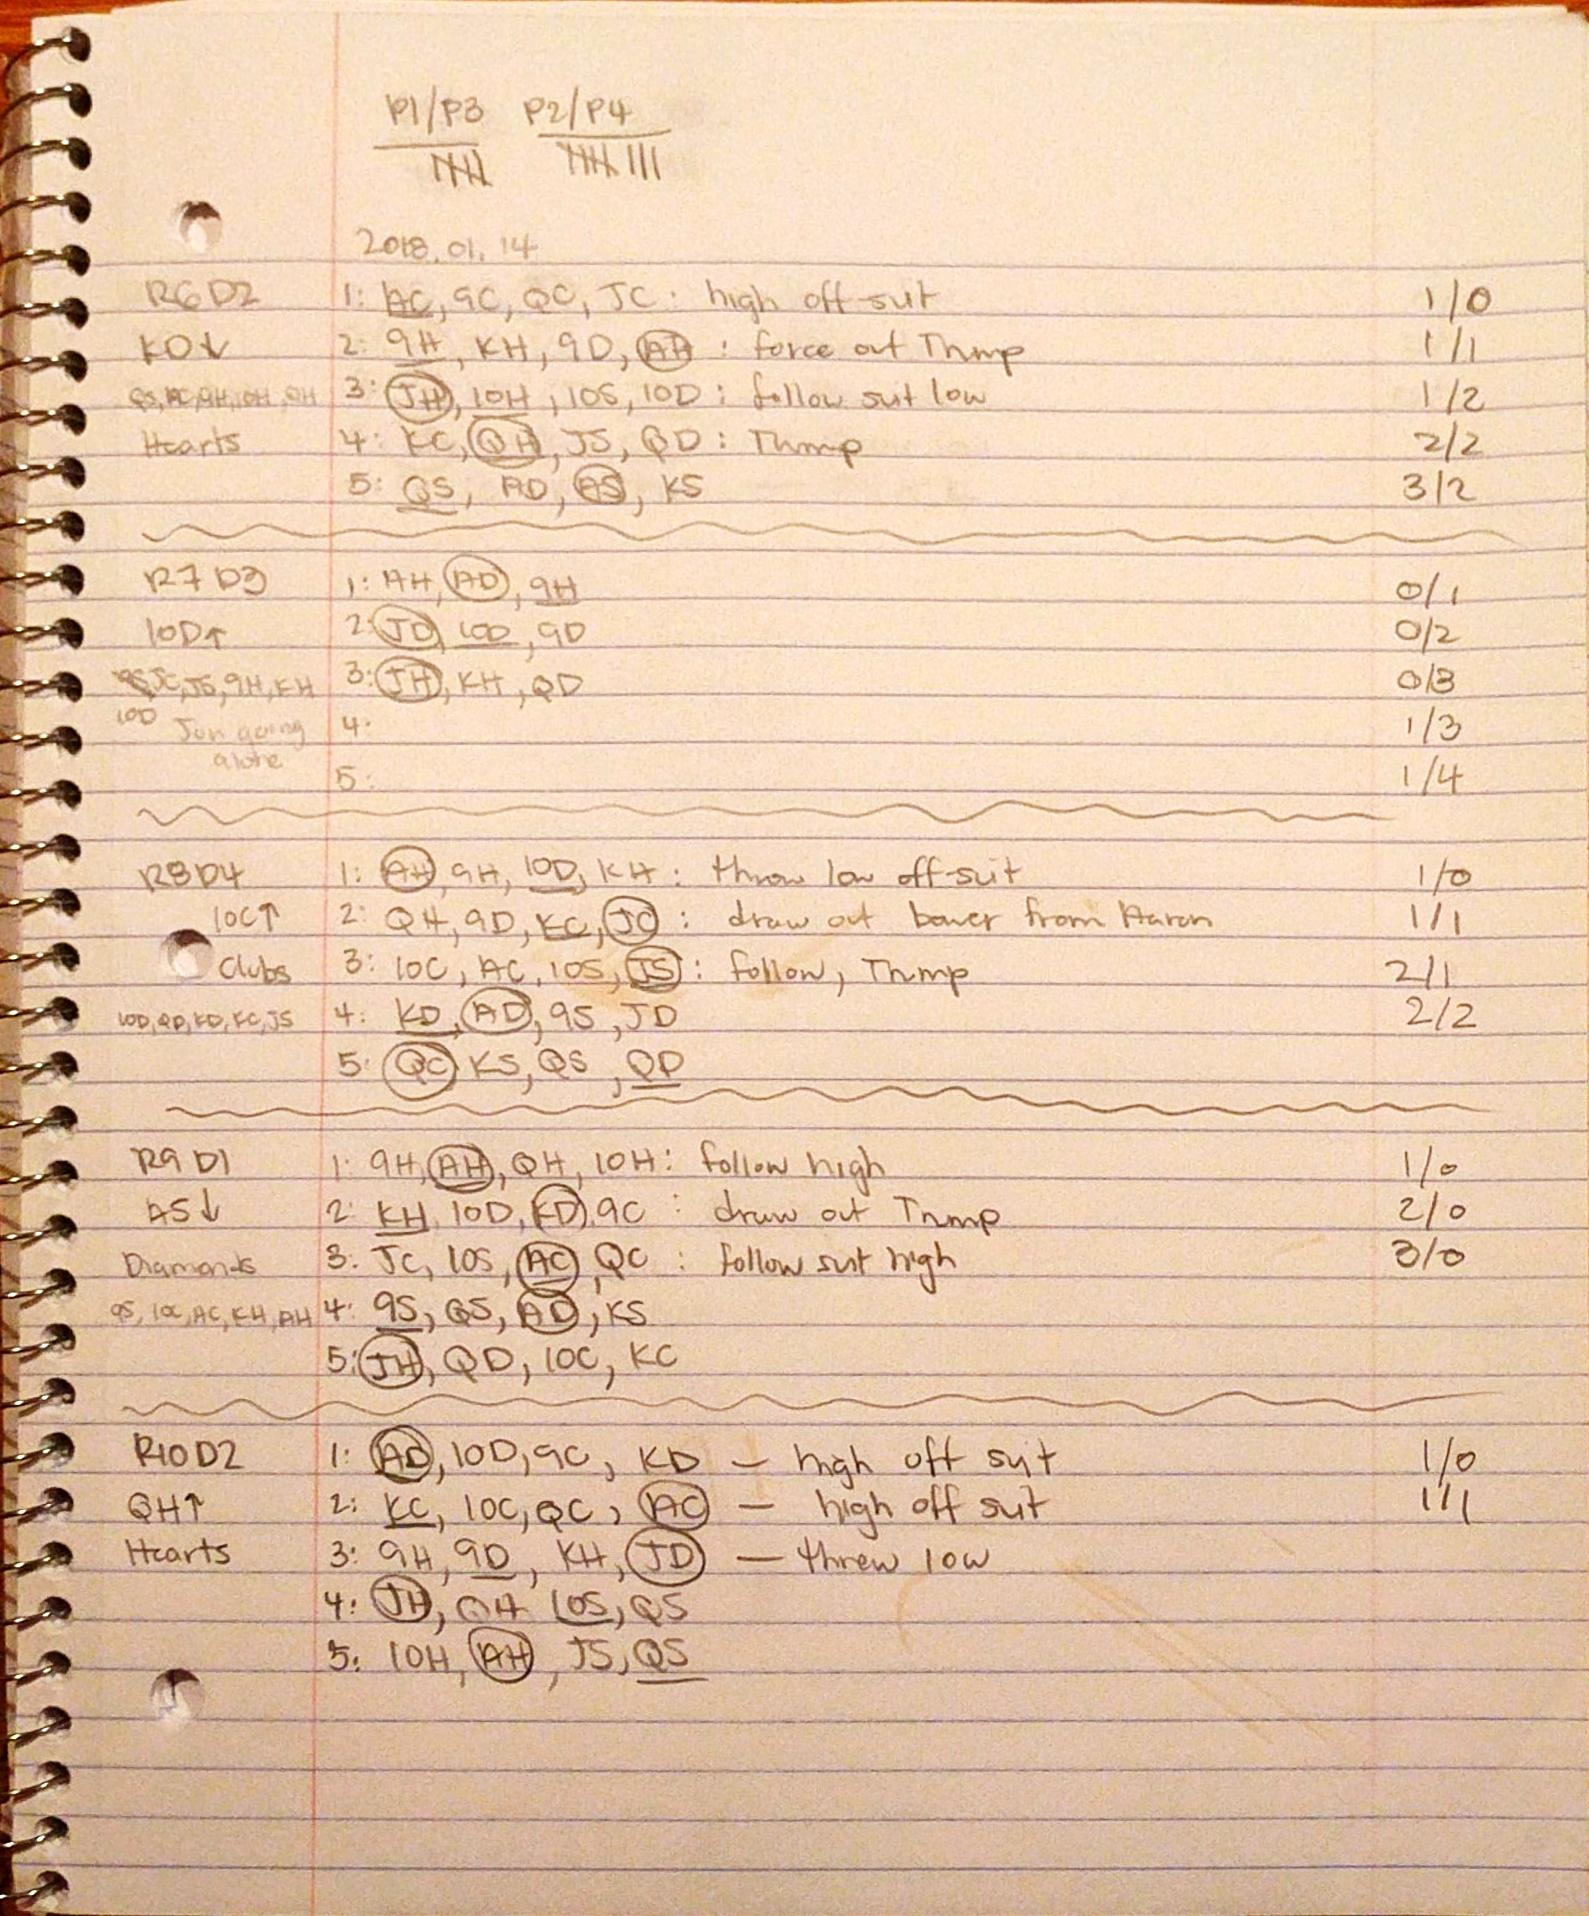 P1/P3 P2/P4
2018.01.14
R6 D2 1: AC, 9C, QC, JC: high off suit 1/0
KD↓ 2: 9H, KH, 9D, AH: force out Trump 1/1
QS, AC, 9H, 10H, QH 3: JH, 10H, 10S, 10D: follow suit low 1/2
Hearts 4: KC, QH, JS, QD: Trump 2/2
5: QS, AD, AS, KS 3/2
R7 D3 1: AH, AD, 9H 0/1
10D↑ 2: JD, 10D, 9D 0/2
JC, JS, 9H, KH 3: JH, KH, QD 0/3
10D
Jon going 4: 1/3
alone
5: 1/4
R8 D4 1: AH, 9H, 10D, KH: throw low off-suit 1/0
10C↑ 2: QH, 9D, KC, JC: draw out bower from Aaron 1/1
Clubs 3: 10C, AC, 10S, JS: follow, Trump 2/1
10D, QD, KD, KC, JS 4: KD, AD, 9S, JD 2/2
5: QC, KS, QS, QD
R9 D1 1: 9H, AH, QH, 10H: follow high 1/0
AS↓ 2: KH, 10D, KD, 9C: draw out Trump 2/0
Diamonds 3: JC, 10S, AC, QC: follow suit high 3/0
9S, 10C, AC, KH, AH 4: 9S, QS, AD, KS
5: JH, QD, 10C, KC
R10 D2 1: AD, 10D, 9C, KD — high off suit 1/0
QH↑ 2: KC, 10C, QC, AC — high off suit 1/1
Hearts 3: 9H, 9D, KH, JD — threw low
4: JH, QH, 10S, QS
5: 10H, AH, JS, QS